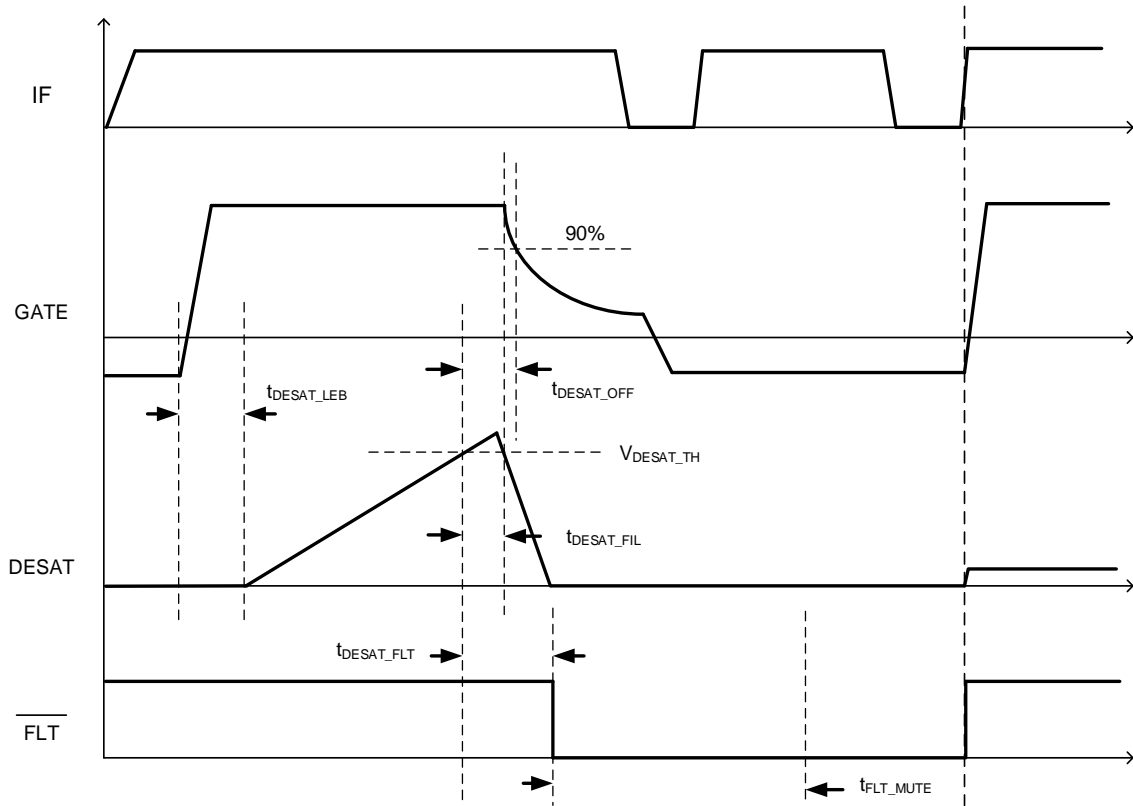 IF
90%
GATE
tDESAT_LEB
tDESAT_OFF
VDESAT_TH
tDESAT_FIL
DESAT
tDESAT_FLT
FLT
tFLT_MUTE